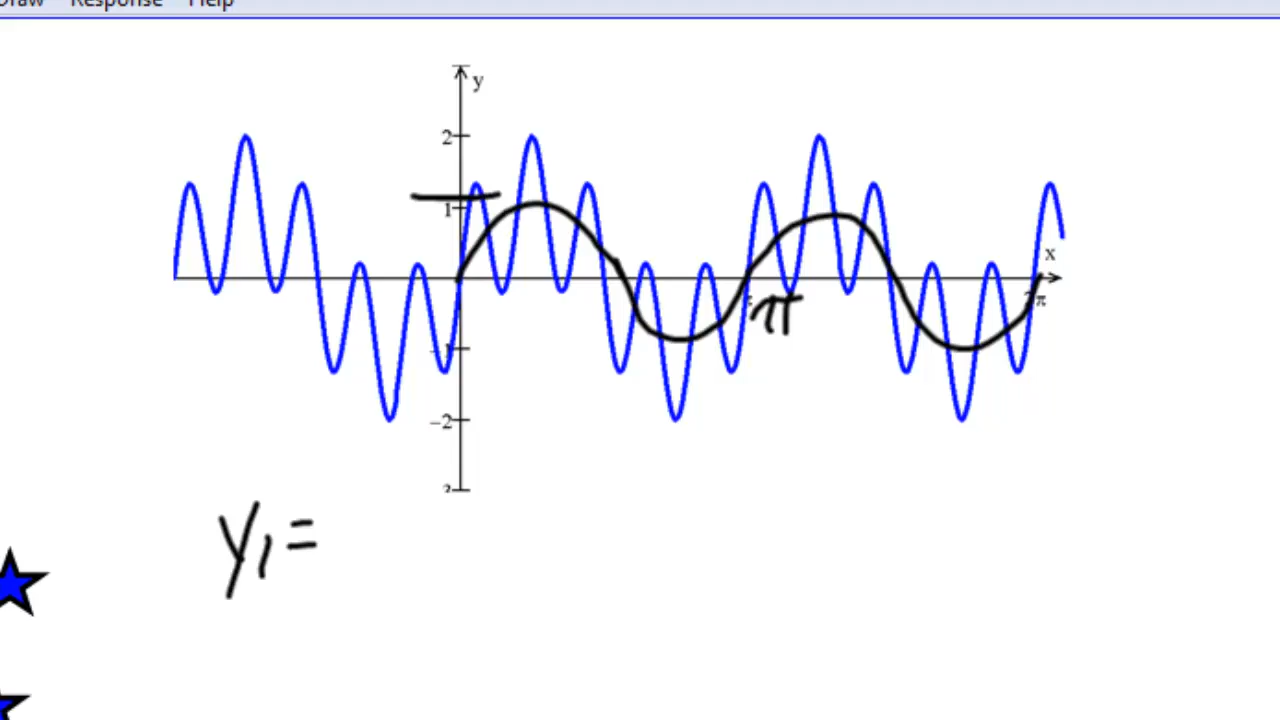 Draw Response Help
y
2
1
x
π
π
-1
-2
y₁=